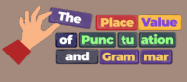 The Place Value
of Punc tu ation
and Gram mar